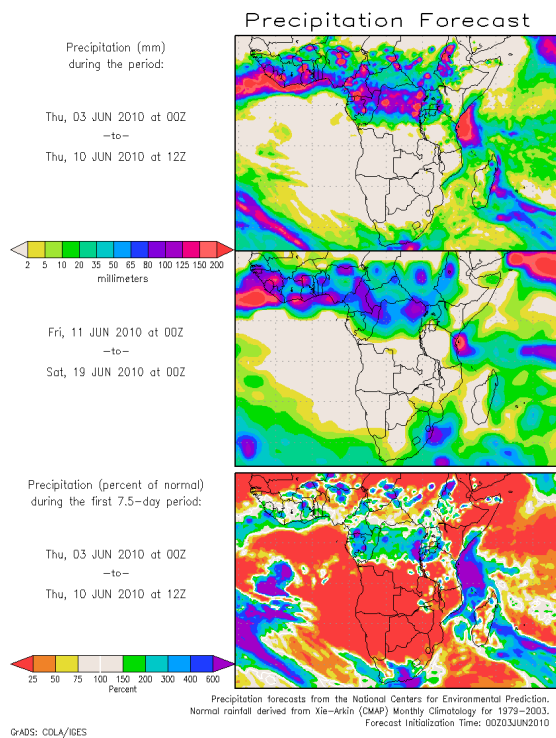 Precipitation Forecast
Precipitation (mm)
during the period:
Thu, 03 JUN 2010 at 00Z
—to—
Thu, 10 JUN 2010 at 12Z
2 5 10 20 35 50 65 80 100 125 150 200
millimeters
Fri, 11 JUN 2010 at 00Z
—to—
Sat, 19 JUN 2010 at 00Z
Precipitation (percent of normal)
during the first 7.5—day period:
Thu, 03 JUN 2010 at 00Z
—to—
Thu, 10 JUN 2010 at 12Z
25 50 75 100 150 200 300 400 600
Percent
Precipitation forecasts from the National Centers for Environmental Prediction.
Normal rainfall derived from Xie—Arkin (CMAP) Monthly Climatology for 1979—2003.
Forecast Initialization Time: 00Z03JUN2010
GrADS: COLA/IGES